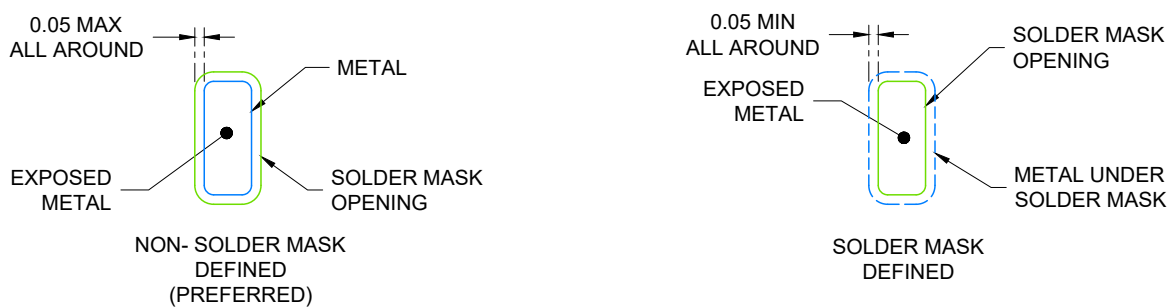 0.05 MAX
ALL AROUND
METAL
EXPOSED
METAL
SOLDER MASK
OPENING
NON- SOLDER MASK
DEFINED
(PREFERRED)
0.05 MIN
ALL AROUND
SOLDER MASK
OPENING
EXPOSED
METAL
METAL UNDER
SOLDER MASK
SOLDER MASK
DEFINED